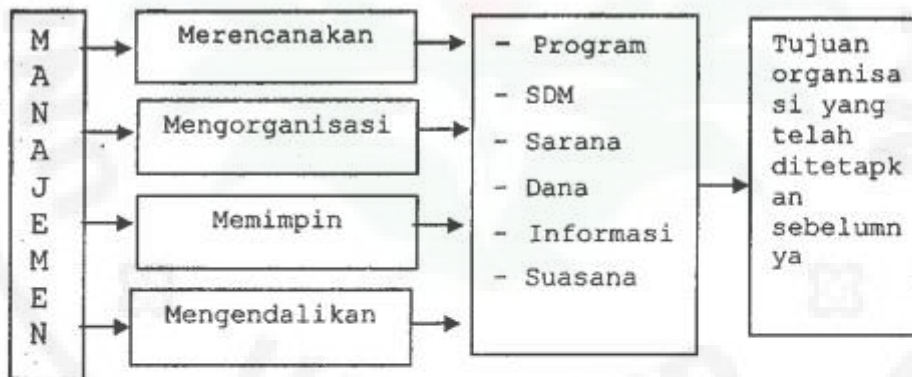 MANAJEMEN
Merencanakan
Mengorganisasi
Memimpin
Mengendalikan
- Program
- SDM
- Sarana
- Dana
- Informasi
- Suasana
Tujuan
organisa
si yang
telah
ditetapk
an
sebelumn
ya